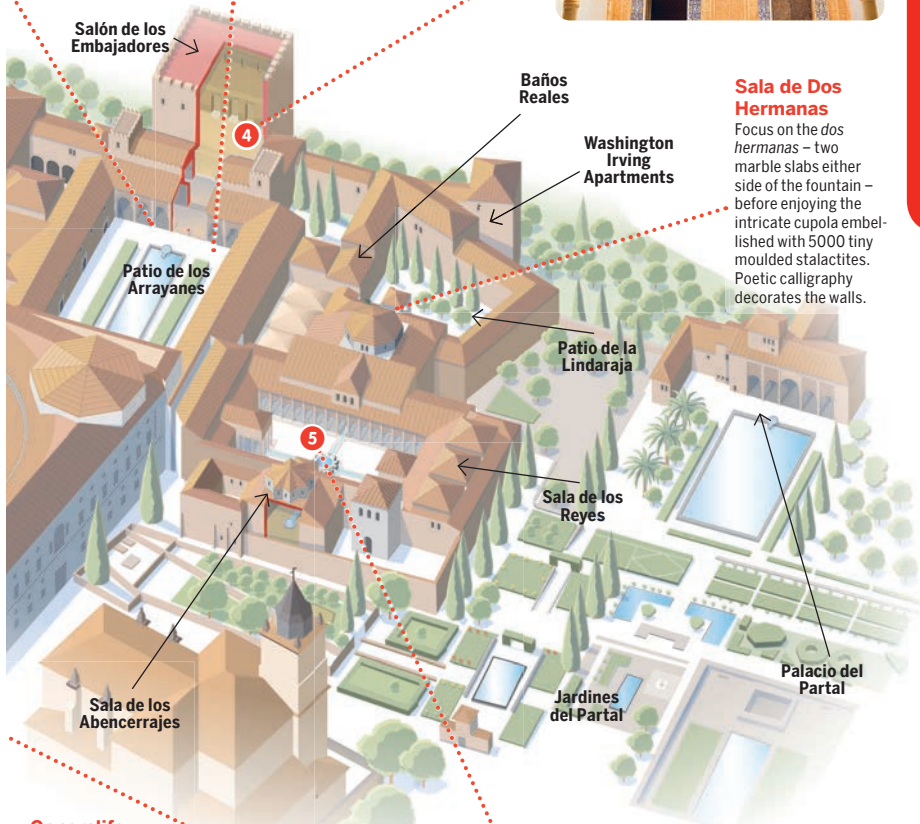 Salón de los
Embajadores
4
Baños
Reales
Washington
Irving
Apartments
Sala de Dos
Hermanas
Focus on the dos
hermanas – two
marble slabs either
side of the fountain –
before enjoying the
intricate cupola embel-
lished with 5000 tiny
moulded stalactites.
Poetic calligraphy
decorates the walls.
Patio de los
Arrayanes
Patio de la
Lindaraja
5
Sala de los
Reyes
Sala de los
Abencerrajes
Jardines
del Partal
Palacio del
Partal